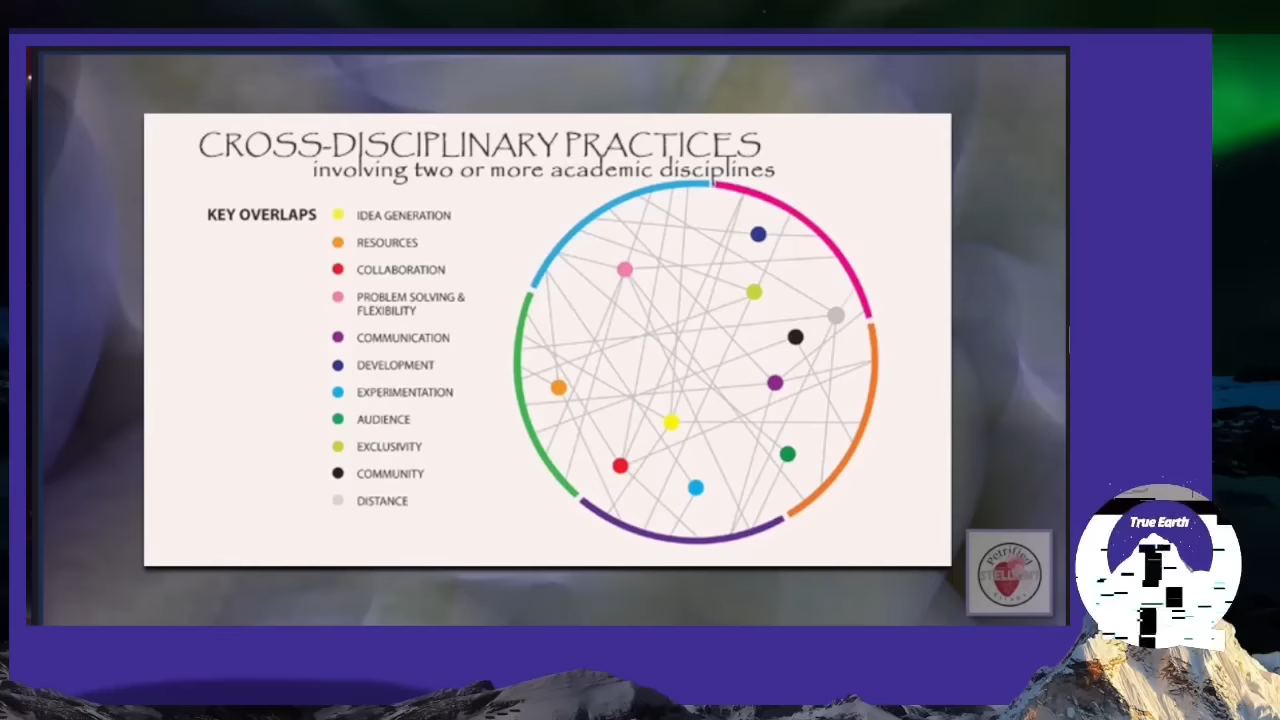 CROSS-DISCIPLINARY PRACTICES
involving two or more academic disciplines
KEY OVERLAPS
IDEA GENERATION
RESOURCES
COLLABORATION
PROBLEM SOLVING &
FLEXIBILITY
COMMUNICATION
DEVELOPMENT
EXPERIMENTATION
AUDIENCE
EXCLUSIVITY
COMMUNITY
DISTANCE
True Earth
Petrified